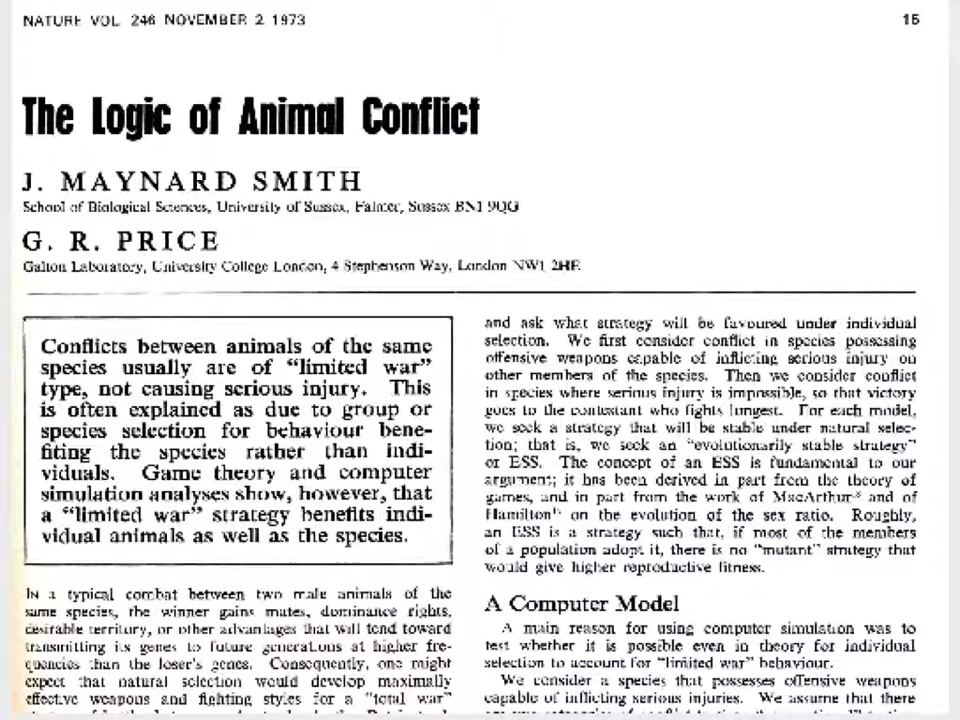 NATURE VOL. 246 NOVEMBER 2 1973
15
The Logic of Animal Conflict
J. MAYNARD SMITH
School of Biological Sciences, University of Sussex, Falmer, Sussex BN1 9QG
G. R. PRICE
Galton Laboratory, University College London, 4 Stephenson Way, London NW1 2HE
Conflicts between animals of the same
species usually are of “limited war”
type, not causing serious injury. This
is often explained as due to group or
species selection for behaviour bene-
fiting the species rather than indi-
viduals. Game theory and computer
simulation analyses show, however, that
a “limited war” strategy benefits indi-
vidual animals as well as the species.
IN a typical combat between two male animals of the
same species, the winner gains mates, dominance rights,
desirable territory, or other advantages that will tend toward
transmitting its genes to future generations at higher fre-
quencies than the loser's genes. Consequently, one might
expect that natural selection would develop maximally
effective weapons and fighting styles for a “total war”
and ask what strategy will be favoured under individual
selection. We first consider conflict in species possessing
offensive weapons capable of inflicting serious injury on
other members of the species. Then we consider conflict
in species where serious injury is impossible, so that victory
goes to the contestant who fights longest. For each model,
we seek a strategy that will be stable under natural selec-
tion; that is, we seek an “evolutionarily stable strategy”
or ESS. The concept of an ESS is fundamental to our
argument; it has been derived in part from the theory of
games, and in part from the work of MacArthur and of
Hamilton on the evolution of the sex ratio. Roughly,
an ESS is a strategy such that, if most of the members
of a population adopt it, there is no “mutant” strategy that
would give higher reproductive fitness.
A Computer Model
A main reason for using computer simulation was to
test whether it is possible even in theory for individual
selection to account for “limited war” behaviour.
We consider a species that possesses offensive weapons
capable of inflicting serious injuries. We assume that there